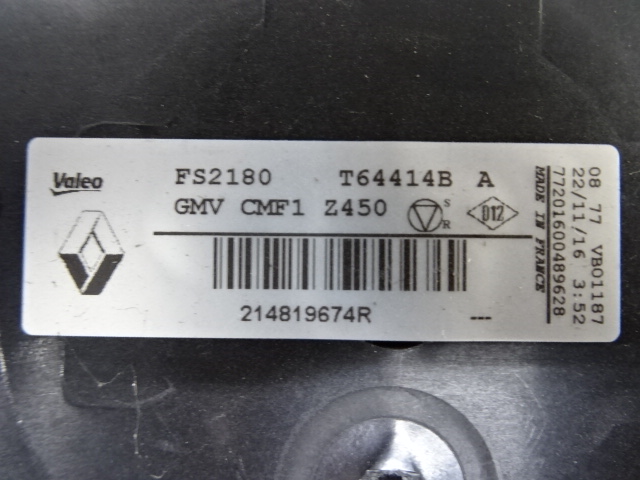 Valeo
FS2180 T64414B A
GMV CMF1 Z450 S R D12
214819674R ---
MADE IN FRANCE
77201600489628
22/11/16 3:52
08 77 VB01187